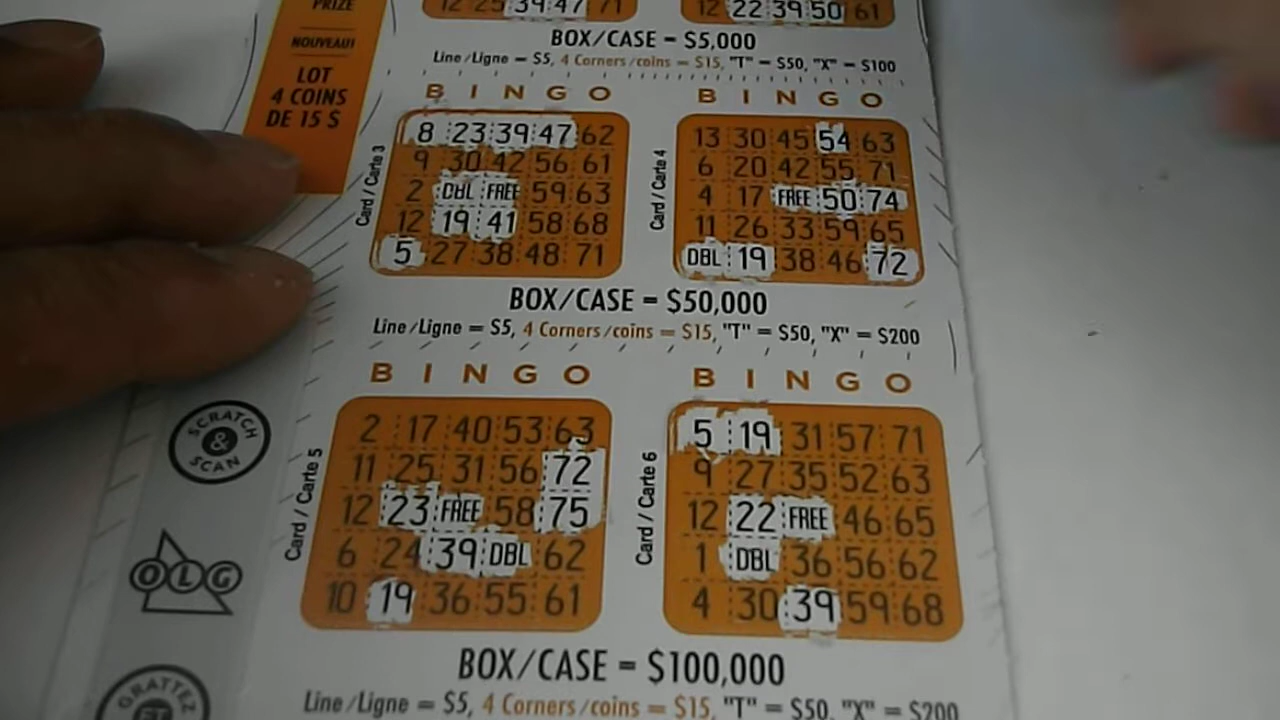 PRIZE
NOUVEAU!
LOT
4 COINS
DE 15 $
12 25 39 47 71
12 22 39 50 61
BOX/CASE = $5,000
Line/Ligne = $5, 4 Corners/coins = $15, "T" = $50, "X" = $100
B I N G O
B I N G O
Card / Carte 3
8 23 39 47 62
9 30 42 56 61
2 DBL FREE 59 63
12 19 41 58 68
5 27 38 48 71
Card / Carte 4
13 30 45 54 63
6 20 42 55 71
4 17 FREE 50 74
11 26 33 59 65
DBL 19 38 46 72
BOX/CASE = $50,000
Line/Ligne = $5, 4 Corners/coins = $15, "T" = $50, "X" = $200
B I N G O
B I N G O
Card / Carte 5
2 17 40 53 63
11 25 31 56 72
12 23 FREE 58 75
6 24 39 DBL 62
10 19 36 55 61
Card / Carte 6
5 19 31 57 71
9 27 35 52 63
12 22 FREE 46 65
1 DBL 36 56 62
4 30 39 59 68
SCRATCH
&
SCAN
OLG
GRATTEZ
ET
BOX/CASE = $100,000
Line/Ligne = $5, 4 Corners/coins = $15, "T" = $50, "X" = $200